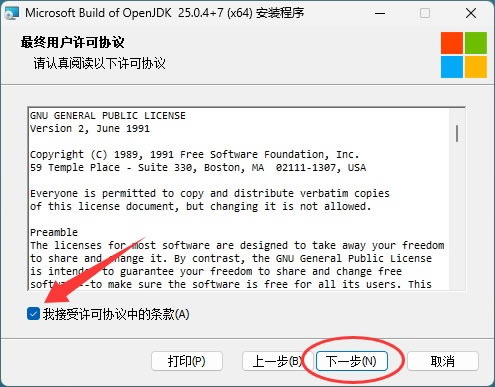 Microsoft Build of OpenJDK 25.0.4+7 (x64) 安装程序
最终用户许可协议
请认真阅读以下许可协议
GNU GENERAL PUBLIC LICENSE
Version 2, June 1991
Copyright (C) 1989, 1991 Free Software Foundation, Inc.
59 Temple Place - Suite 330, Boston, MA  02111-1307, USA
Everyone is permitted to copy and distribute verbatim copies
of this license document, but changing it is not allowed.
Preamble
The licenses for most software are designed to take away your freedom
to share and change it. By contrast, the GNU General Public License
is intended to guarantee your freedom to share and change free
software--to make sure the software is free for all its users. This
我接受许可协议中的条款(A)
打印(P) 上一步(B) 下一步(N) 取消